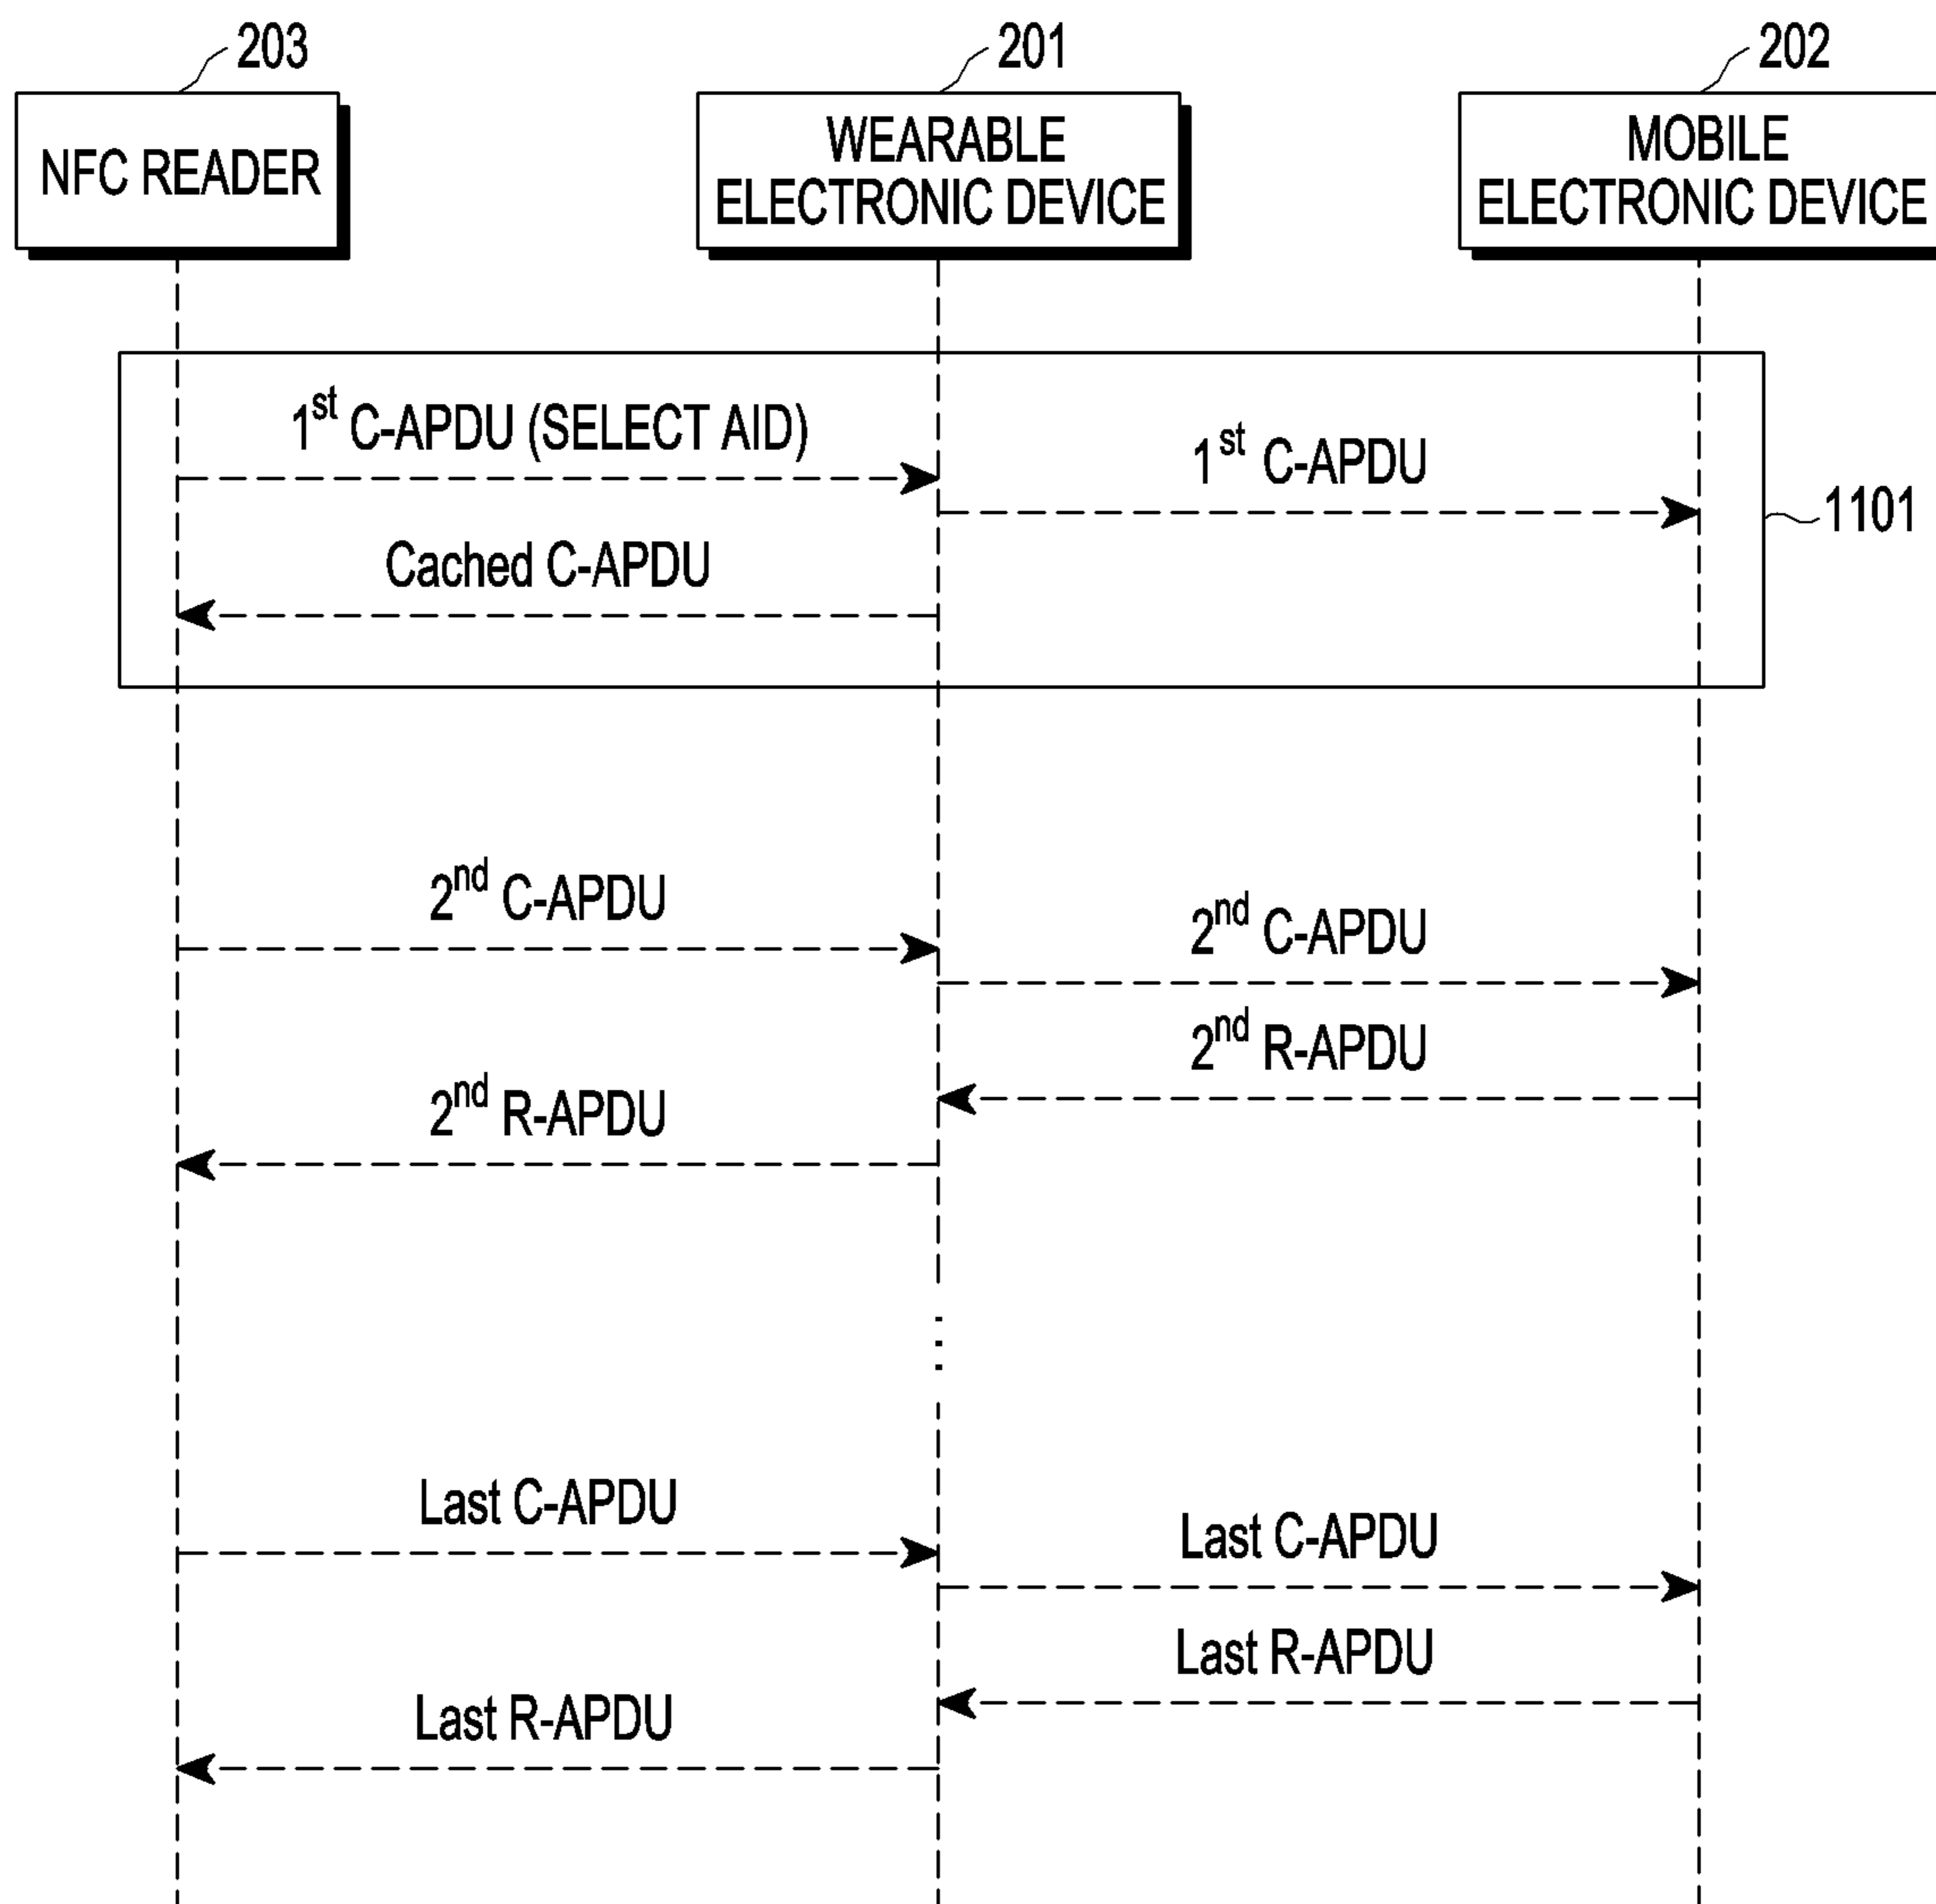 203
201
202
NFC READER
WEARABLE
ELECTRONIC DEVICE
MOBILE
ELECTRONIC DEVICE
1st C-APDU (SELECT AID)
1st C-APDU
1101
Cached C-APDU
2nd C-APDU
2nd C-APDU
2nd R-APDU
2nd R-APDU
Last C-APDU
Last C-APDU
Last R-APDU
Last R-APDU